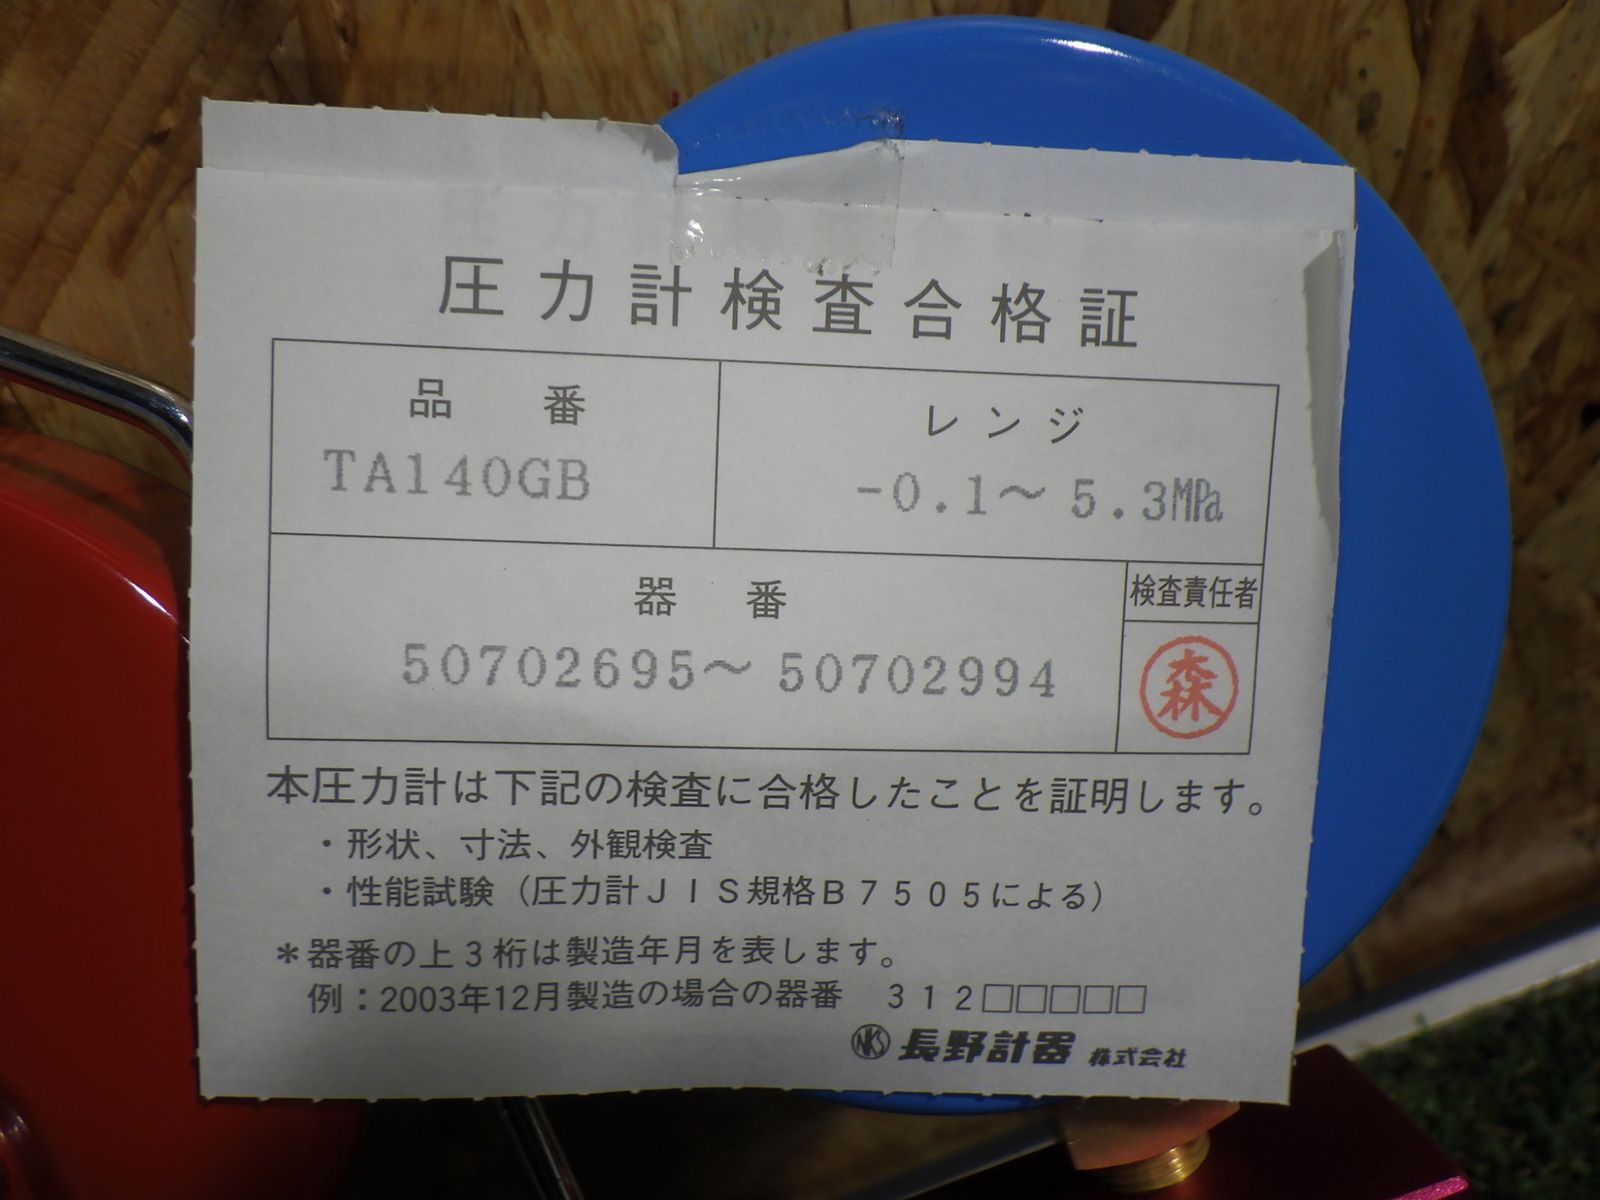 圧力計検査合格証
品番
レンジ
TA140GB
-0.1～5.3MPa
器番
検査責任者
50702695～50702994
森
本圧力計は下記の検査に合格したことを証明します。
・形状、寸法、外観検査
・性能試験（圧力計ＪＩＳ規格Ｂ７５０５による）
＊器番の上３桁は製造年月を表します。
例：2003年12月製造の場合の器番　３１２□□□□□
NKS 長野計器 株式会社